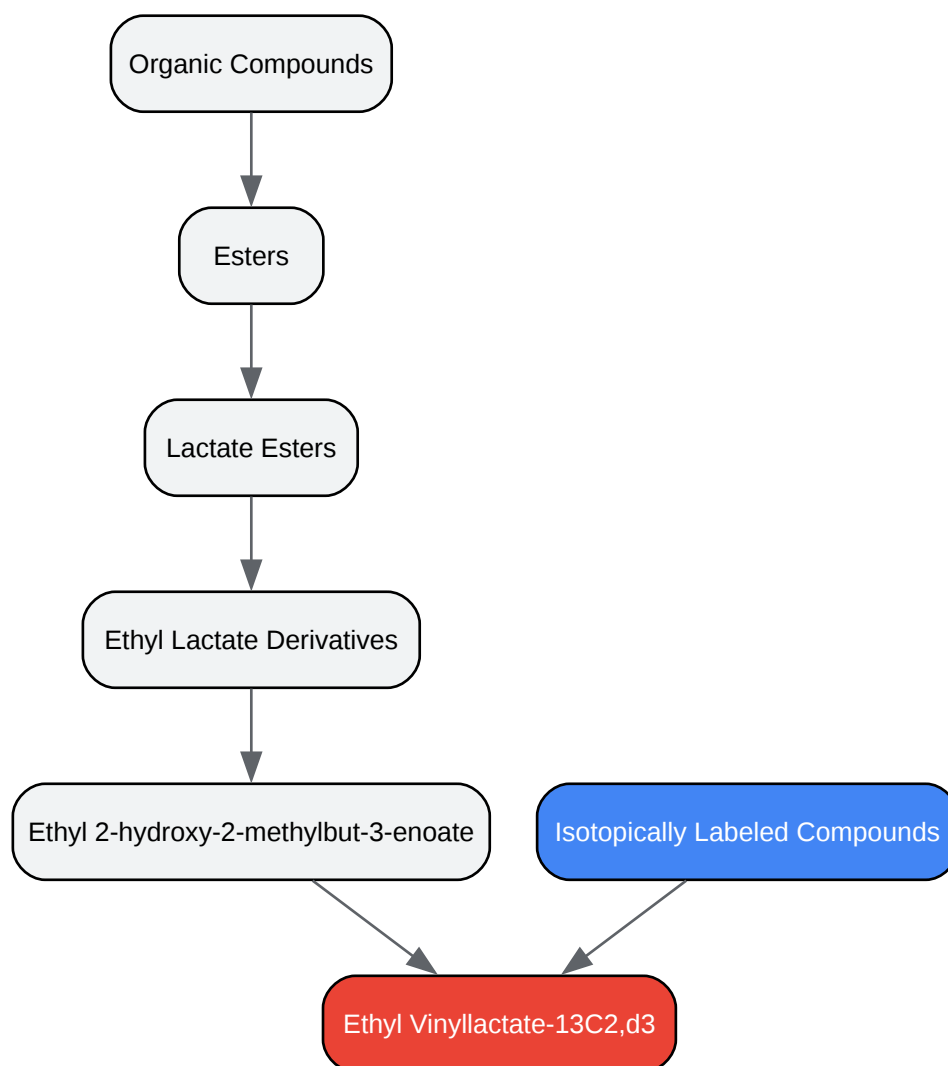 Organic Compounds
Esters
Lactate Esters
Ethyl Lactate Derivatives
Ethyl 2-hydroxy-2-methylbut-3-enoate
Isotopically Labeled Compounds
Ethyl Vinyllactate-13C2,d3